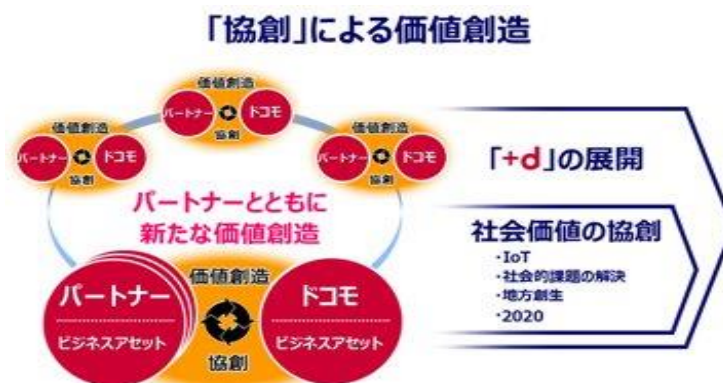 「協創」による価値創造
価値創造
パートナー
ドコモ
協創
価値創造
パートナー
ドコモ
協創
価値創造
パートナー
ドコモ
協創
パートナーとともに
新たな価値創造
価値創造
パートナー
ビジネスアセット
ドコモ
ビジネスアセット
協創
「+d」の展開
社会価値の協創
・IoT
・社会的課題の解決
・地方創生
・2020